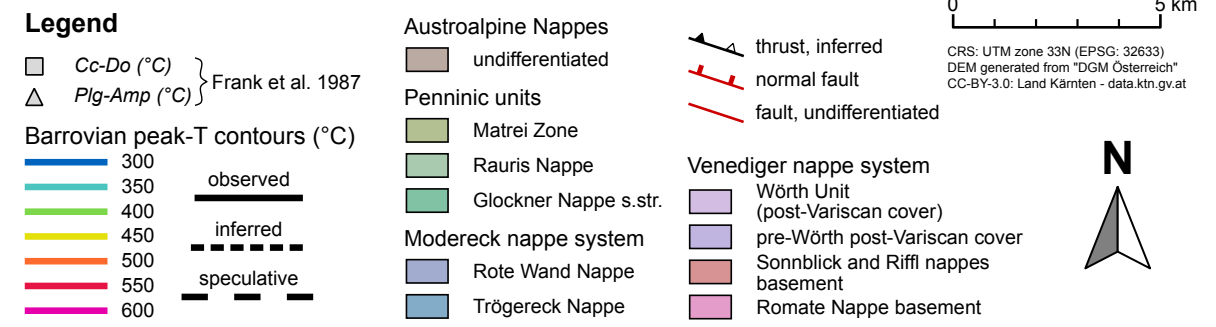 Legend
Cc-Do (°C)
Plg-Amp (°C)
Frank et al. 1987
Barrovian peak-T contours (°C)
300
350
400
450
500
550
600
observed
inferred
speculative
Austroalpine Nappes
undifferentiated
Penninic units
Matrei Zone
Rauris Nappe
Glockner Nappe s.str.
Modereck nappe system
Rote Wand Nappe
Trögereck Nappe
thrust, inferred
normal fault
fault, undifferentiated
Venediger nappe system
Wörth Unit
(post-Variscan cover)
pre-Wörth post-Variscan cover
Sonnblick and Riffl nappes
basement
Romate Nappe basement
0 5 km
CRS: UTM zone 33N (EPSG: 32633)
DEM generated from "DGM Österreich"
CC-BY-3.0: Land Kärnten - data.ktn.gv.at
N